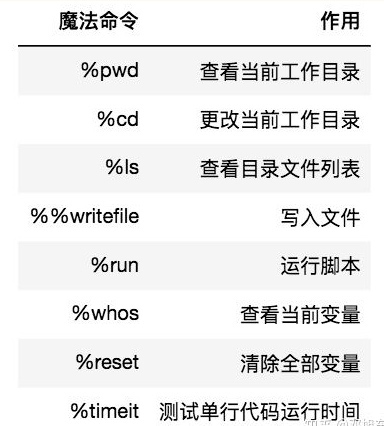 魔法命令 作用
%pwd 查看当前工作目录
%cd 更改当前工作目录
%ls 查看目录文件列表
%%writefile 写入文件
%run 运行脚本
%whos 查看当前变量
%reset 清除全部变量
%timeit 测试单行代码运行时间